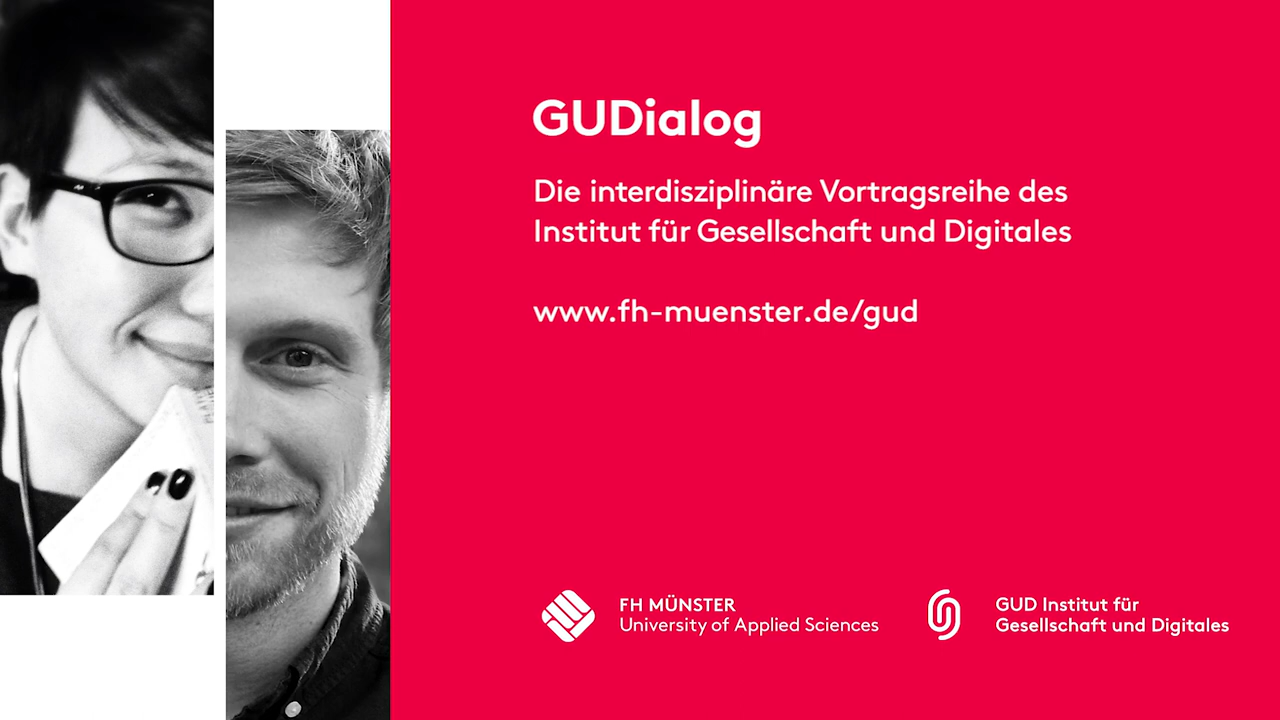 GUDialog
Die interdisziplinäre Vortragsreihe des
Institut für Gesellschaft und Digitales
www.fh-muenster.de/gud
FH MÜNSTER
University of Applied Sciences
GUD Institut für
Gesellschaft und Digitales